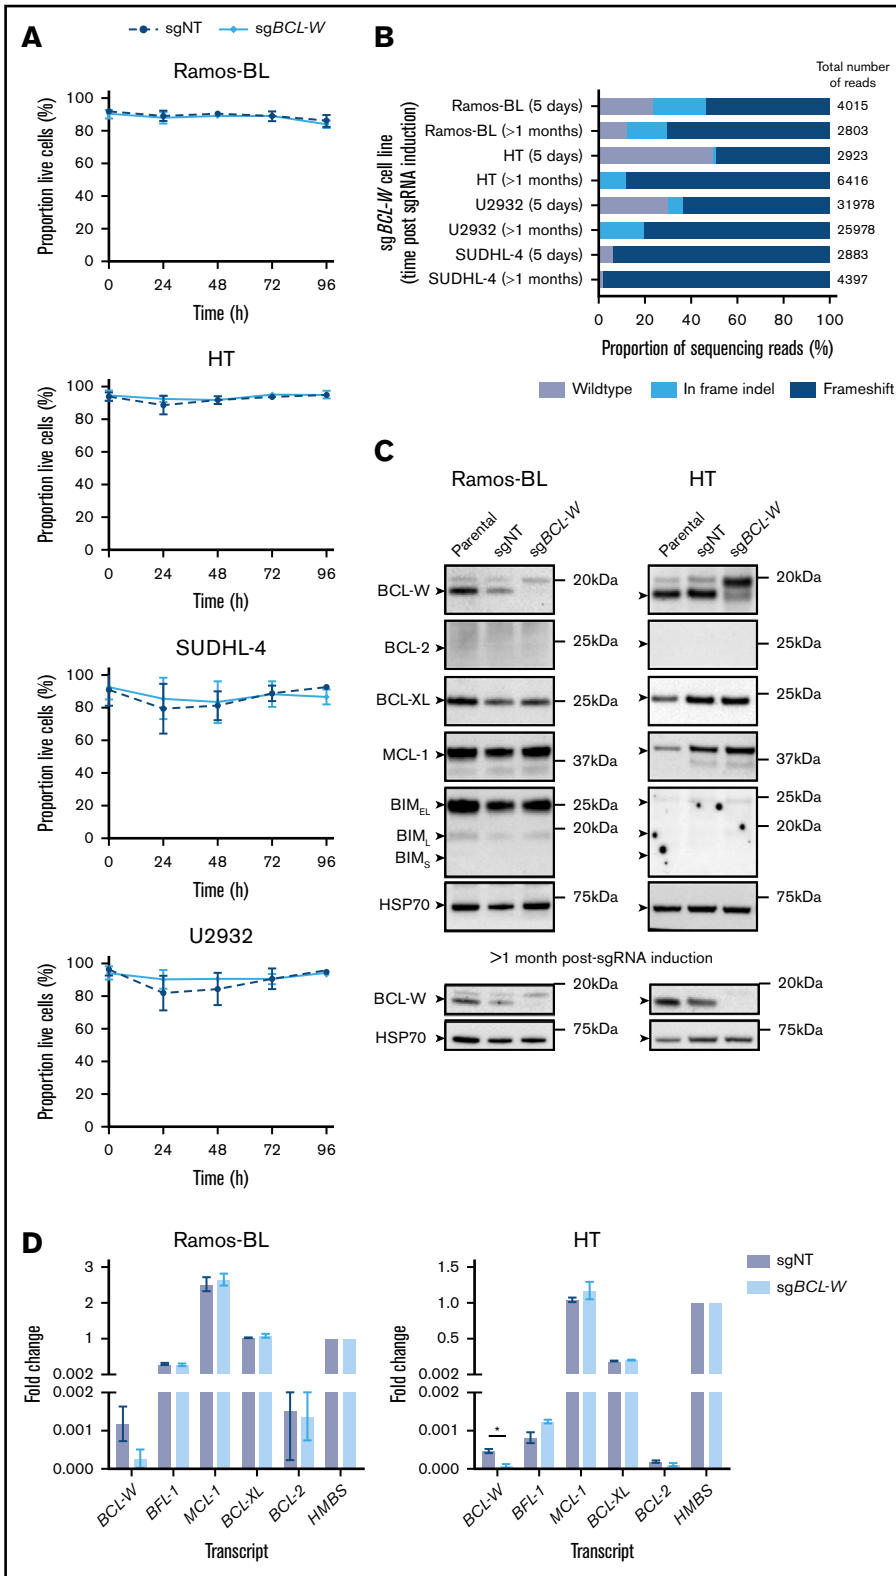 A
sgNT
sgBCL-W
Ramos-BL
Proportion live cells (%)
100
80
60
40
20
0
0 24 48 72 96
Time (h)
HT
Proportion live cells (%)
100
80
60
40
20
0
0 24 48 72 96
Time (h)
SUDHL-4
Proportion live cells (%)
100
80
60
40
20
0
0 24 48 72 96
Time (h)
U2932
Proportion live cells (%)
100
80
60
40
20
0
0 24 48 72 96
Time (h)
B
Total number
of reads
sgBCL-W cell line
(time post sgRNA induction)
Ramos-BL (5 days) 4015
Ramos-BL (>1 months) 2803
HT (5 days) 2923
HT (>1 months) 6416
U2932 (5 days) 31978
U2932 (>1 months) 25978
SUDHL-4 (5 days) 2883
SUDHL-4 (>1 months) 4397
0 20 40 60 80 100
Proportion of sequencing reads (%)
Wildtype In frame indel Frameshift
C
Ramos-BL HT
Parental sgNT sgBCL-W Parental sgNT sgBCL-W
BCL-W 20kDa 20kDa
BCL-2 25kDa 25kDa
BCL-XL 25kDa 25kDa
MCL-1 37kDa 37kDa
BIMEL 25kDa 25kDa
20kDa 20kDa
BIML
BIMS
HSP70 75kDa 75kDa
>1 month post-sgRNA induction
BCL-W 20kDa 20kDa
HSP70 75kDa 75kDa
D
Ramos-BL
Fold change
3
2
1
0.002
0.002
0.001
0.000
BCL-W BFL-1 MCL-1 BCL-XL BCL-2 HMBS
Transcript
HT
Fold change
1.5
1.0
0.5
0.002
0.002
0.001
0.000
*
BCL-W BFL-1 MCL-1 BCL-XL BCL-2 HMBS
Transcript
sgNT
sgBCL-W